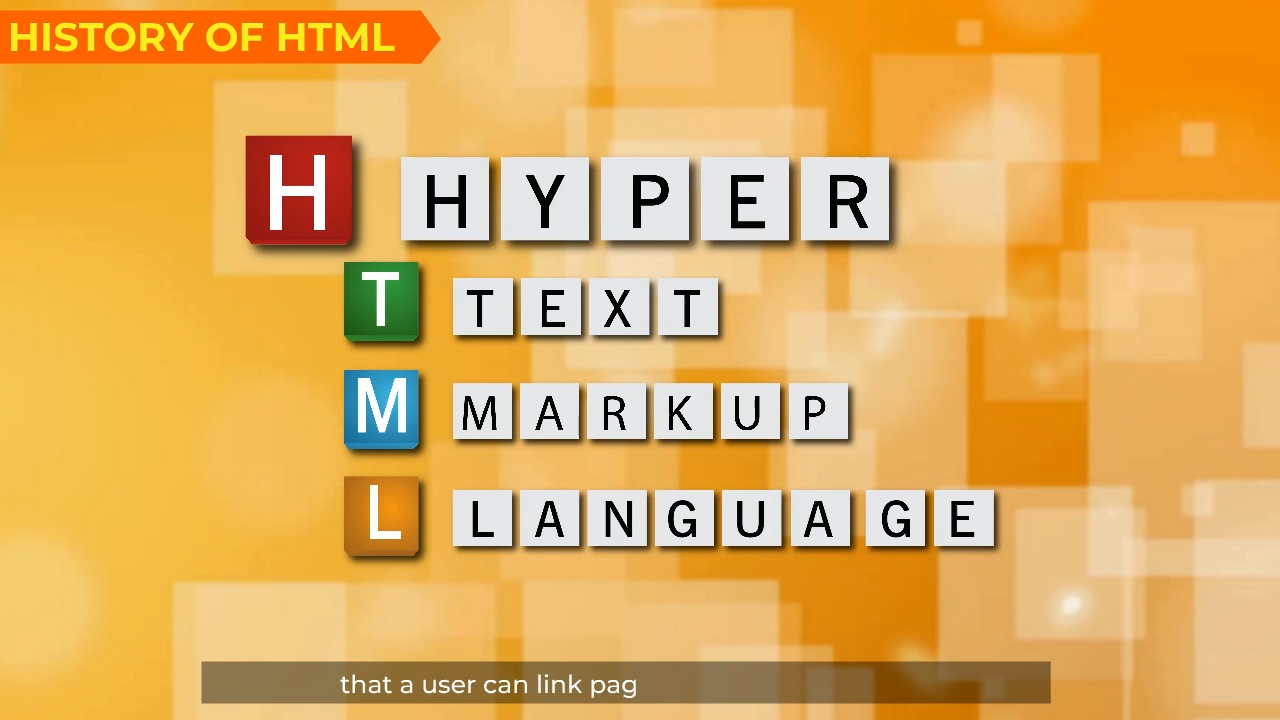 HISTORY OF HTML
H HYPER
T TEXT
M MARKUP
L LANGUAGE
that a user can link pag